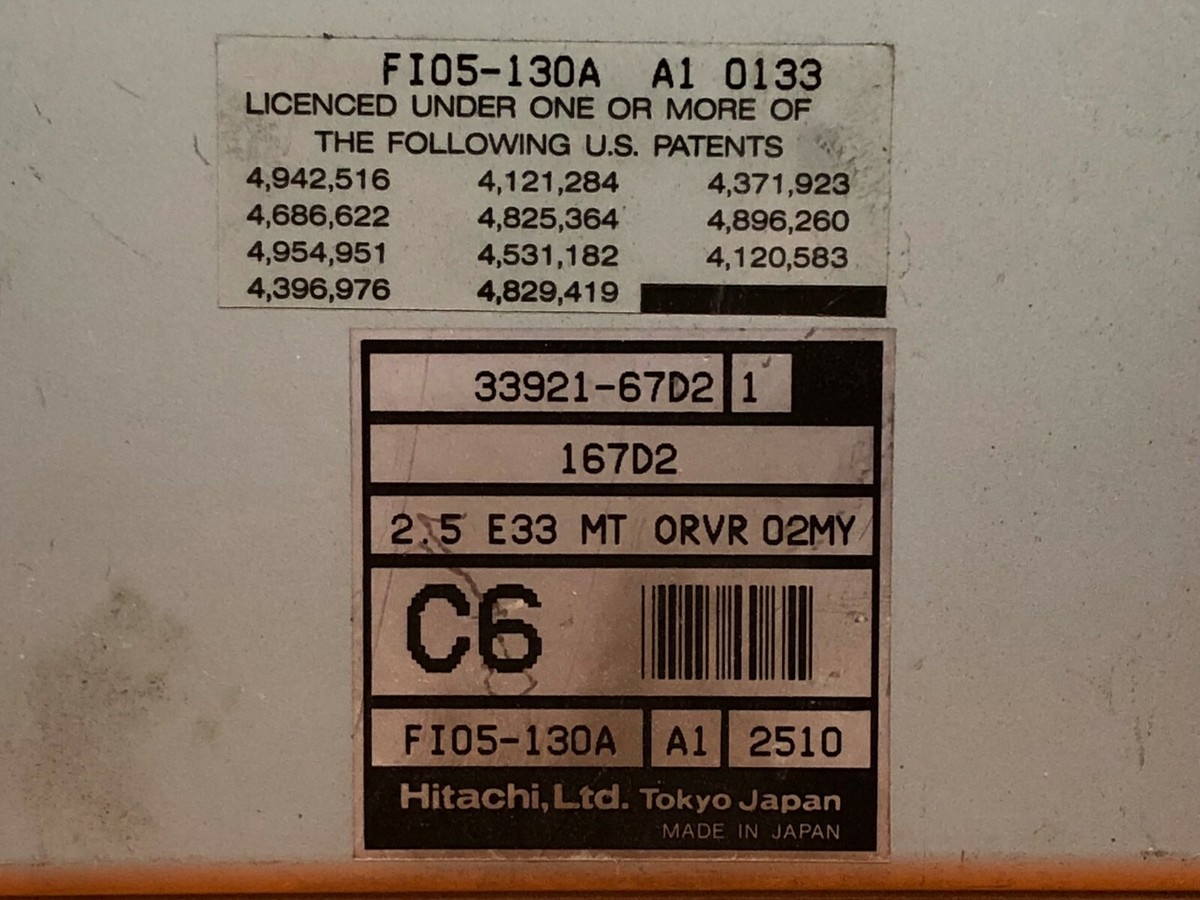 FI05-130A A1 0133
LICENCED UNDER ONE OR MORE OF
THE FOLLOWING U.S. PATENTS
4,942,516 4,121,284 4,371,923
4,686,622 4,825,364 4,896,260
4,954,951 4,531,182 4,120,583
4,396,976 4,829,419
33921-67D2 1
167D2
2.5 E33 MT ORVR 02MY
C6
FI05-130A A1 2510
Hitachi,Ltd. Tokyo Japan
MADE IN JAPAN